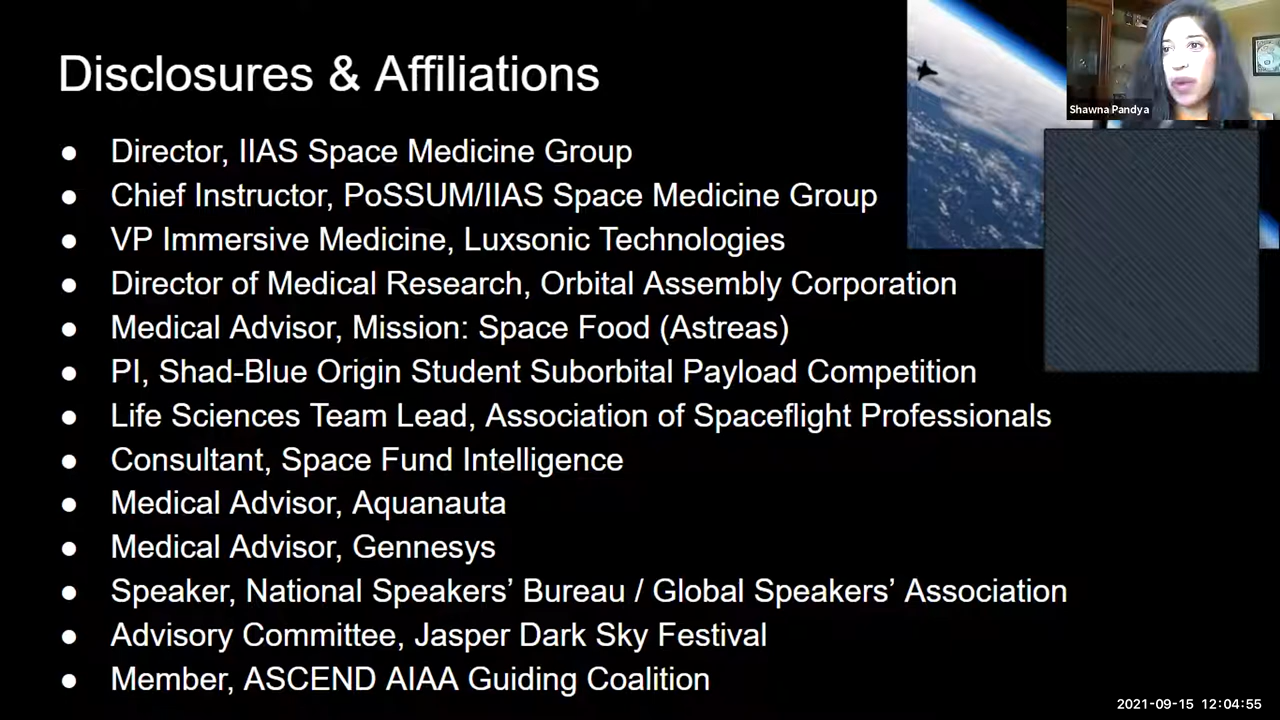 Disclosures & Affiliations
Shawna Pandya
● Director, IIAS Space Medicine Group
● Chief Instructor, PoSSUM/IIAS Space Medicine Group
● VP Immersive Medicine, Luxsonic Technologies
● Director of Medical Research, Orbital Assembly Corporation
● Medical Advisor, Mission: Space Food (Astreas)
● PI, Shad-Blue Origin Student Suborbital Payload Competition
● Life Sciences Team Lead, Association of Spaceflight Professionals
● Consultant, Space Fund Intelligence
● Medical Advisor, Aquanauta
● Medical Advisor, Gennesys
● Speaker, National Speakers’ Bureau / Global Speakers’ Association
● Advisory Committee, Jasper Dark Sky Festival
● Member, ASCEND AIAA Guiding Coalition
2021-09-15 12:04:55